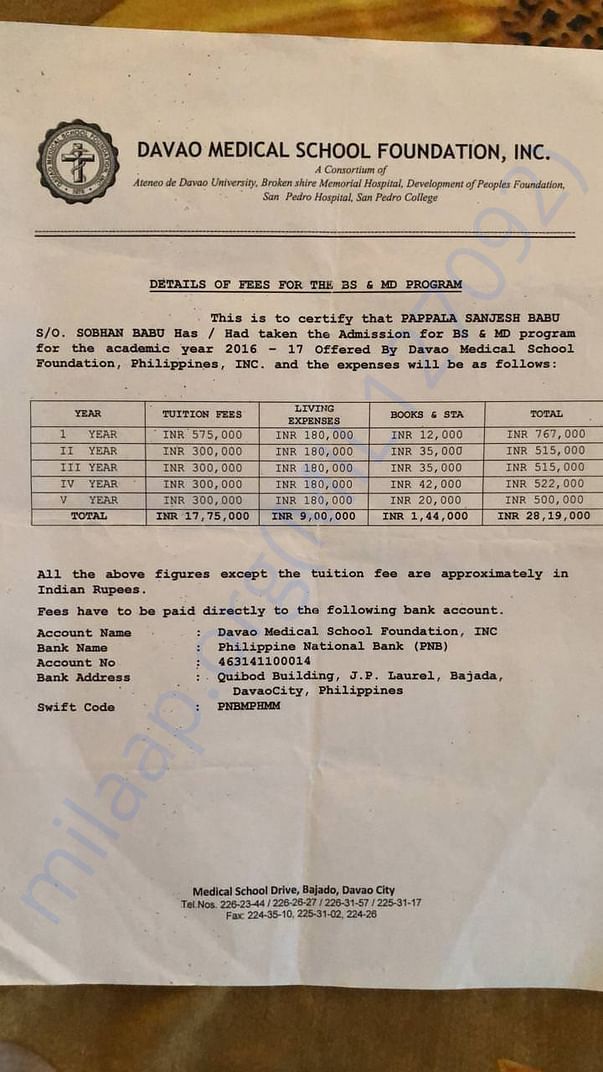 DAVAO MEDICAL SCHOOL FOUNDATION, INC.
A Consortium of
Ateneo de Davao University, Broken shire Memorial Hospital, Development of Peoples Foundation,
San Pedro Hospital, San Pedro College
DETAILS OF FEES FOR THE BS & MD PROGRAM
This is to certify that PAPPALA SANJESH BABU
S/O. SOBHAN BABU Has / Had taken the Admission for BS & MD program
for the academic year 2016 - 17 Offered By Davao Medical School
Foundation, Philippines, INC. and the expenses will be as follows:
YEAR TUITION FEES LIVING EXPENSES BOOKS & STA TOTAL
1 YEAR INR 575,000 INR 180,000 INR 12,000 INR 767,000
II YEAR INR 300,000 INR 180,000 INR 35,000 INR 515,000
III YEAR INR 300,000 INR 180,000 INR 35,000 INR 515,000
IV YEAR INR 300,000 INR 180,000 INR 42,000 INR 522,000
V YEAR INR 300,000 INR 180,000 INR 20,000 INR 500,000
TOTAL INR 17,75,000 INR 9,00,000 INR 1,44,000 INR 28,19,000
All the above figures except the tuition fee are approximately in
Indian Rupees.
Fees have to be paid directly to the following bank account.
Account Name : Davao Medical School Foundation, INC
Bank Name : Philippine National Bank (PNB)
Account No : 463141100014
Bank Address : Quibod Building, J.P. Laurel, Bajada,
DavaoCity, Philippines
Swift Code : PNBMPHMM
Medical School Drive, Bajado, Davao City
Tel.Nos. 226-23-44 / 226-26-27 / 226-31-57 / 225-31-17
Fax: 224-35-10, 225-31-02, 224-26